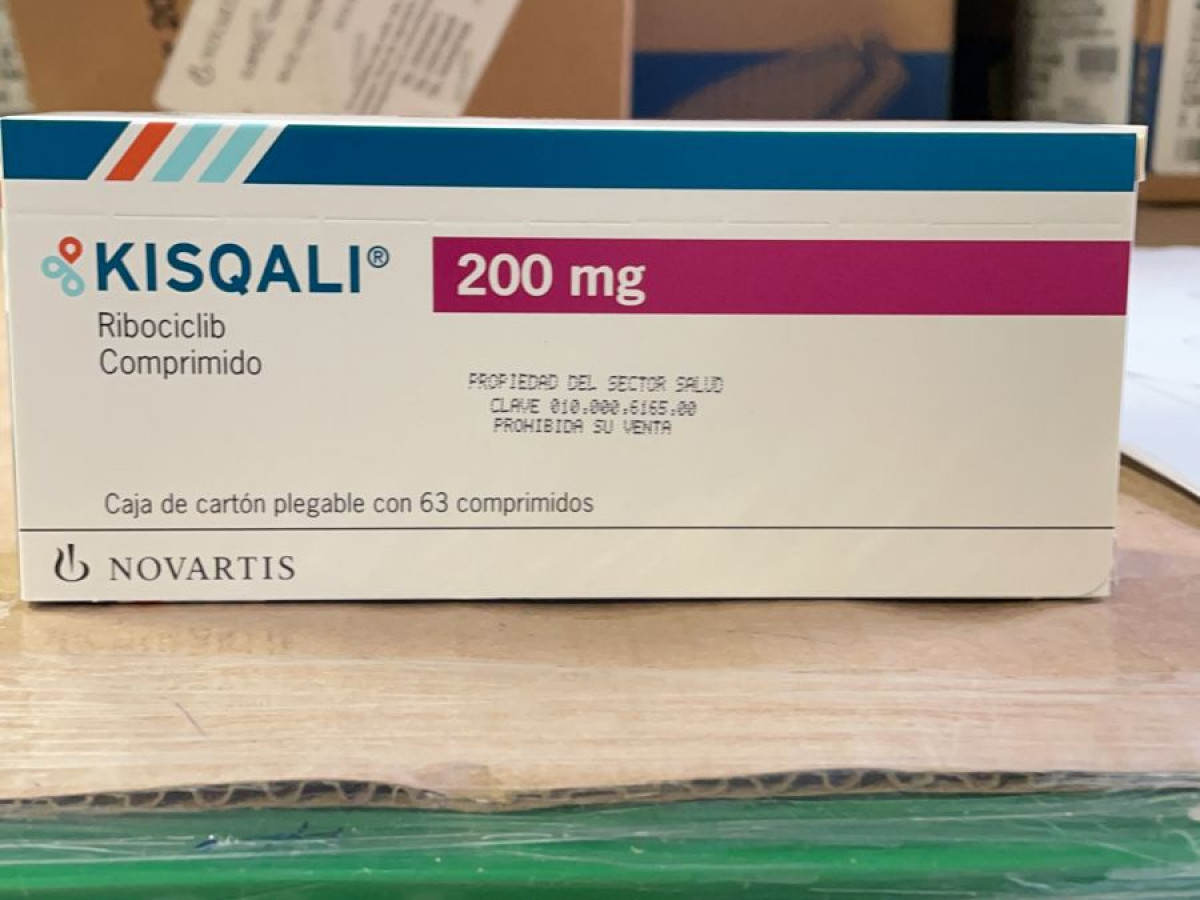 KISQALI® 200 mg
Ribociclib
Comprimido
PROPIEDAD DEL SECTOR SALUD
CLAVE 010.000.6165.00
PROHIBIDA SU VENTA
Caja de cartón plegable con 63 comprimidos
NOVARTIS